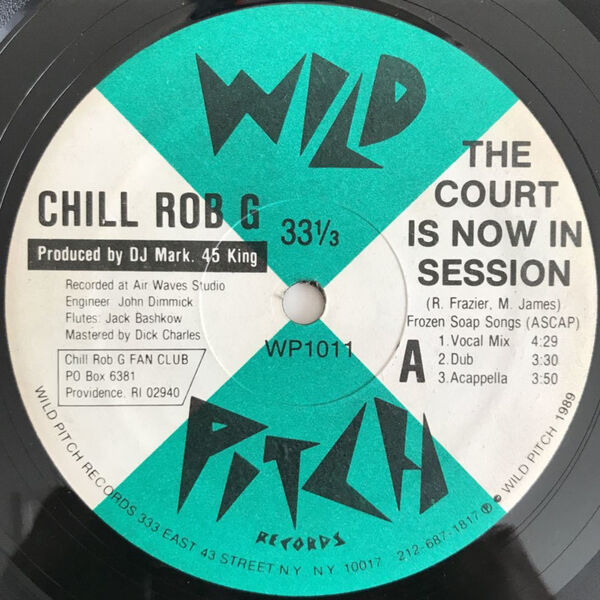 WILD
CHILL ROB G
Produced by DJ Mark. 45 King
Recorded at Air Waves Studio
Engineer: John Dimmick
Flutes: Jack Bashkow
Mastered by Dick Charles
Chill Rob G FAN CLUB
PO Box 6381
Providence. RI 02940
33⅓
WP1011
THE
COURT
IS NOW IN
SESSION
(R. Frazier, M. James)
Frozen Soap Songs (ASCAP)
A
1.Vocal Mix 4:29
2.Dub 3:30
3.Acappella 3:50
PITCH
RECORDS
WILD PITCH RECORDS 333 EAST 43 STREET NY. NY 10017 212-687-1817 ℗ © WILD PITCH 1989